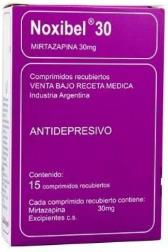 Noxibel® 30
MIRTAZAPINA 30mg
Comprimidos recubiertos
VENTA BAJO RECETA MEDICA
Industria Argentina
ANTIDEPRESIVO
Contenido:
15 comprimidos recubiertos
Cada comprimido recubierto contiene:
Mirtazapina 30mg
Excipientes c.s.